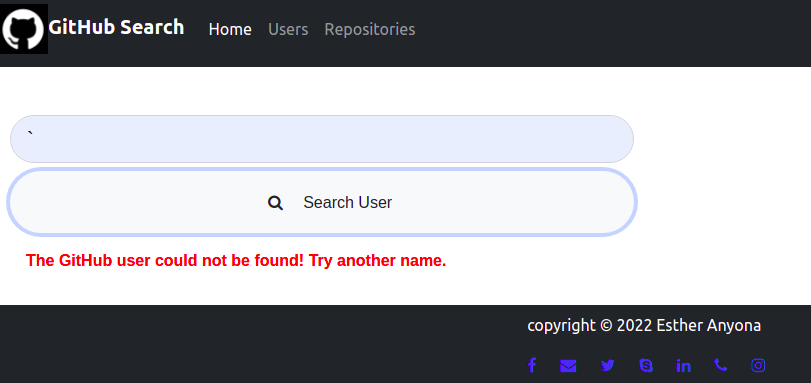 GitHub Search Home Users Repositories
`
Search User
The GitHub user could not be found! Try another name.
copyright © 2022 Esther Anyona